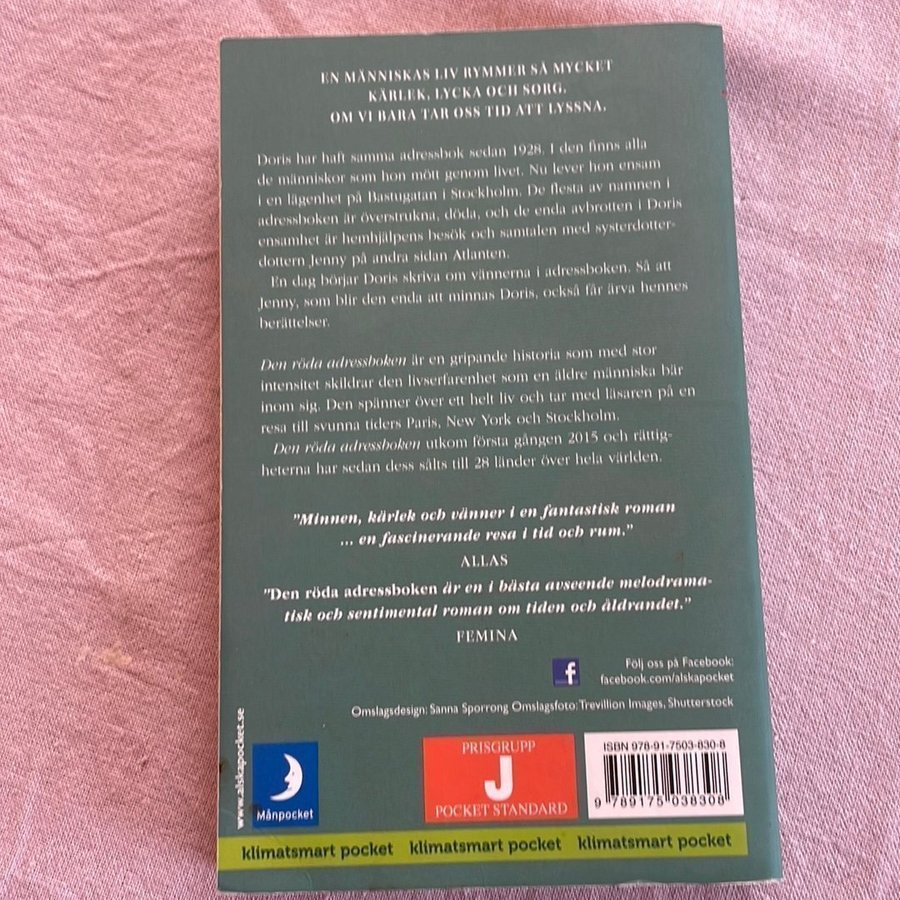 EN MÄNNISKAS LIV RYMMER SÅ MYCKET
KÄRLEK, LYCKA OCH SORG.
OM VI BARA TAR OSS TID ATT LYSSNA.
Doris har haft samma adressbok sedan 1928. I den finns alla
de människor som hon mött genom livet. Nu lever hon ensam
i en lägenhet på Bastugatan i Stockholm. De flesta av namnen i
adressboken är överstrukna, döda, och de enda avbrotten i Doris
ensamhet är hemhjälpens besök och samtalen med systerdotter-
dottern Jenny på andra sidan Atlanten.
En dag börjar Doris skriva om vännerna i adressboken. Så att
Jenny, som blir den enda att minnas Doris, också får ärva hennes
berättelser.
Den röda adressboken är en gripande historia som med stor
intensitet skildrar den livserfarenhet som en äldre människa bär
inom sig. Den spänner över ett helt liv och tar med läsaren på en
resa till svunna tiders Paris, New York och Stockholm.
Den röda adressboken utkom första gången 2015 och rättig-
heterna har sedan dess sålts till 28 länder över hela världen.
"Minnen, kärlek och vänner i en fantastisk roman
... en fascinerande resa i tid och rum."
ALLAS
"Den röda adressboken är en i bästa avseende melodrama-
tisk och sentimental roman om tiden och åldrandet."
FEMINA
f
Följ oss på Facebook:
facebook.com/alskapocket
Omslagsdesign: Sanna Sporrong Omslagsfoto: Trevillion Images, Shutterstock
www.alskapocket.se
Månpocket
PRISGRUPP
J
POCKET STANDARD
ISBN 978-91-7503-830-8
9 789175 038308
klimatsmart pocket klimatsmart pocket klimatsmart pocket